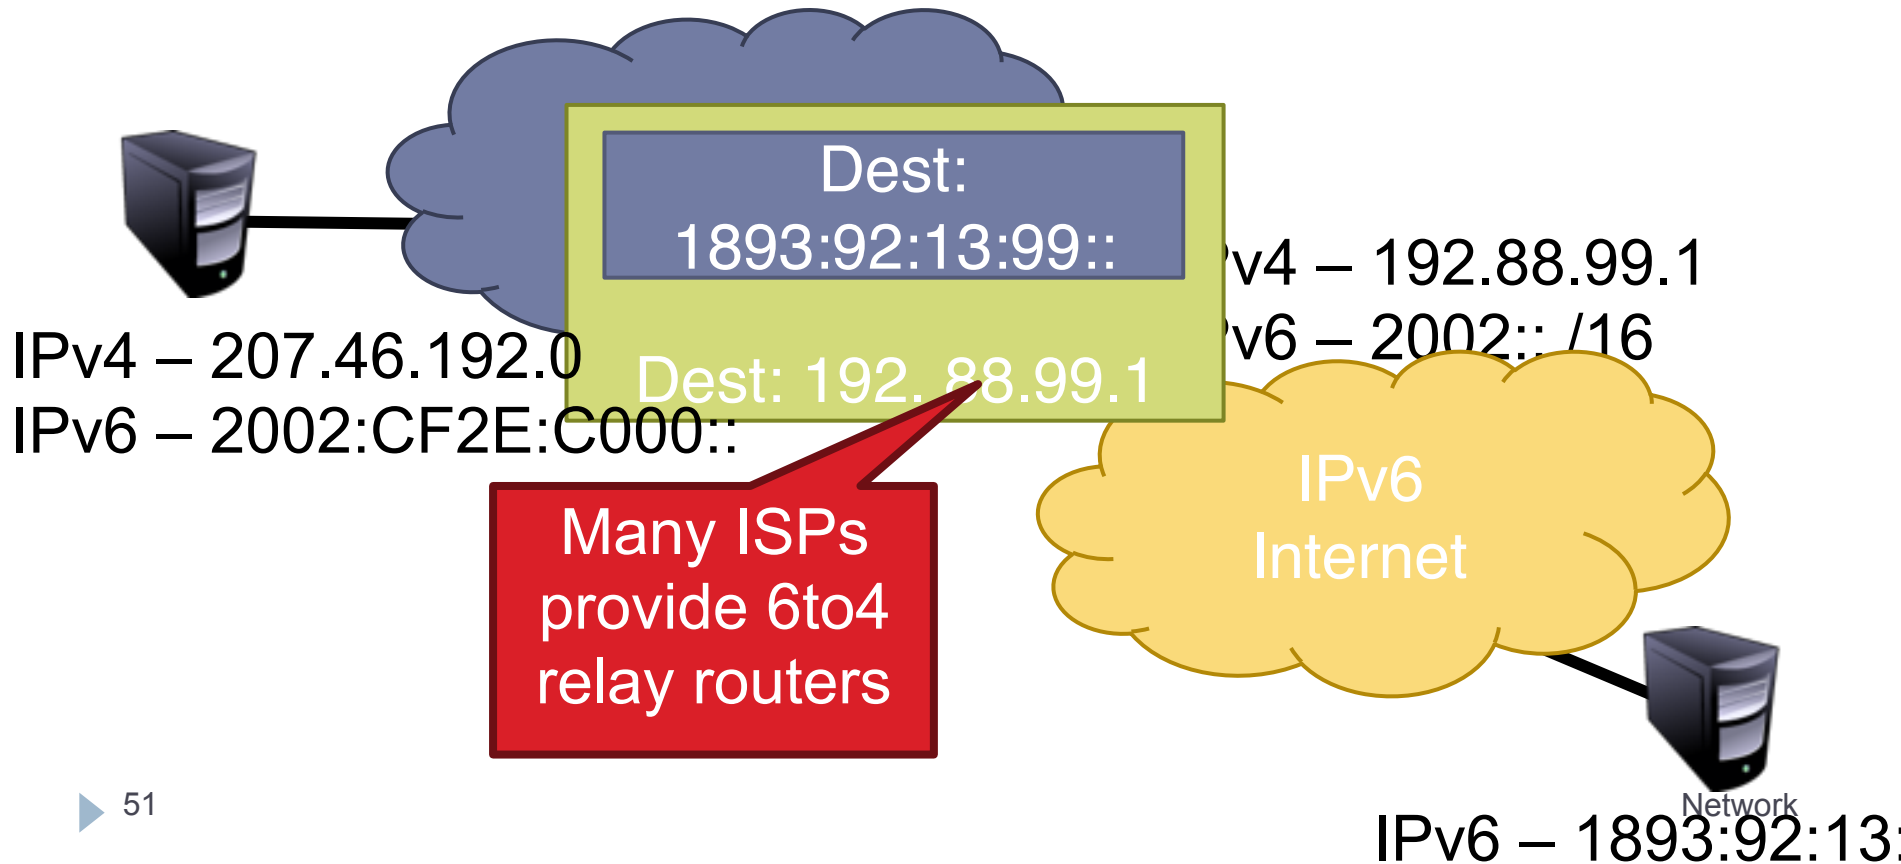 Dest:
1893:92:13:99::
Dest: 192. 88.99.1
v4 – 192.88.99.1
v6 – 2002:: /16
IPv4 – 207.46.192.0
IPv6 – 2002:CF2E:C000::
Many ISPs
provide 6to4
relay routers
IPv6
Internet
51
Network
IPv6 – 1893:92:13: